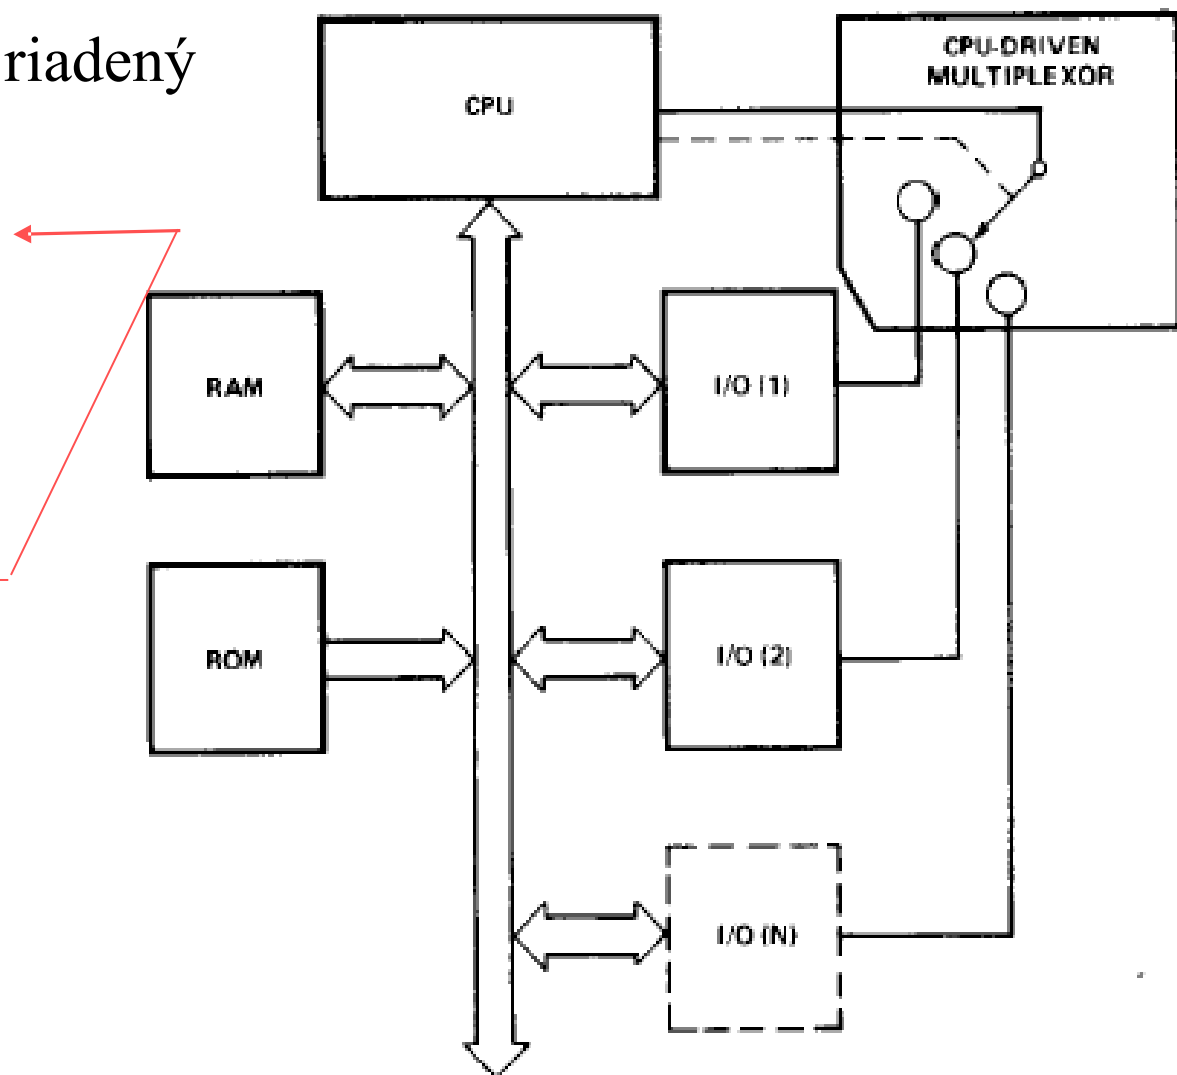 riadený
CPU
CPU-DRIVEN
MULTIPLEXOR
RAM
I/O (1)
ROM
I/O (2)
I/O (N)